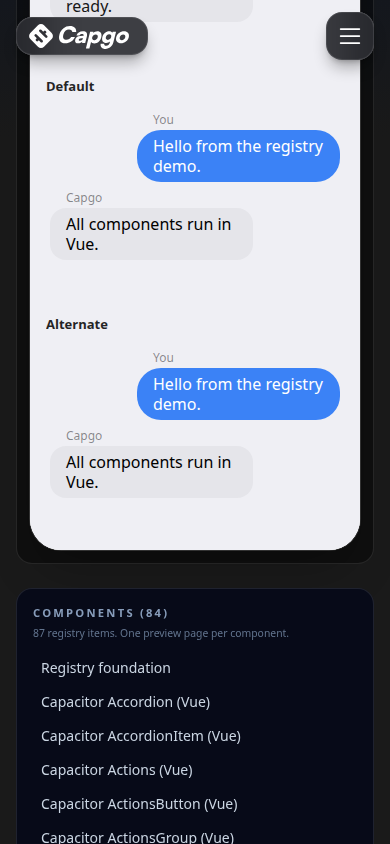 ready.
Capgo
Default
You
Hello from the registry
demo.
Capgo
All components run in
Vue.
Alternate
You
Hello from the registry
demo.
Capgo
All components run in
Vue.
COMPONENTS (84)
87 registry items. One preview page per component.
Registry foundation
Capacitor Accordion (Vue)
Capacitor AccordionItem (Vue)
Capacitor Actions (Vue)
Capacitor ActionsButton (Vue)
Capacitor ActionsGroup (Vue)